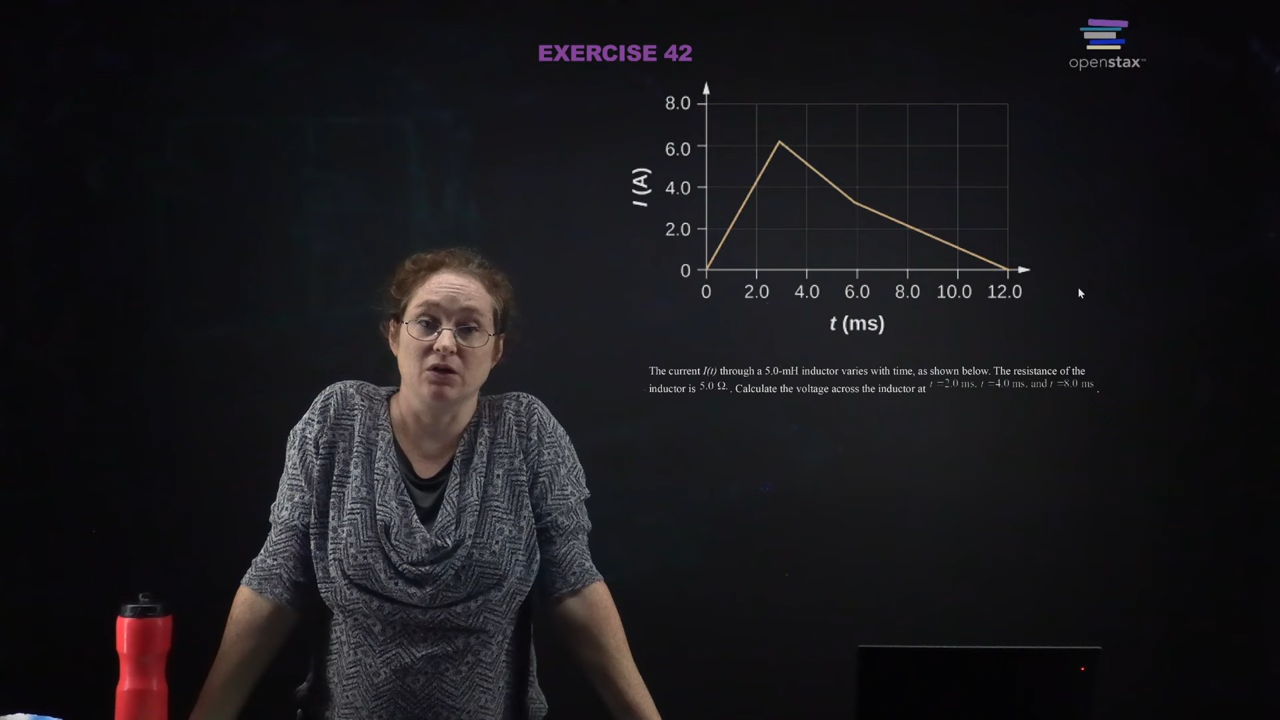 EXERCISE 42
openstax™
8.0
6.0
4.0
2.0
0
I (A)
0 2.0 4.0 6.0 8.0 10.0 12.0
t (ms)
The current I(t) through a 5.0-mH inductor varies with time, as shown below. The resistance of the
inductor is 5.0 Ω. . Calculate the voltage across the inductor at t =2.0 ms, t =4.0 ms, and t =8.0 ms .